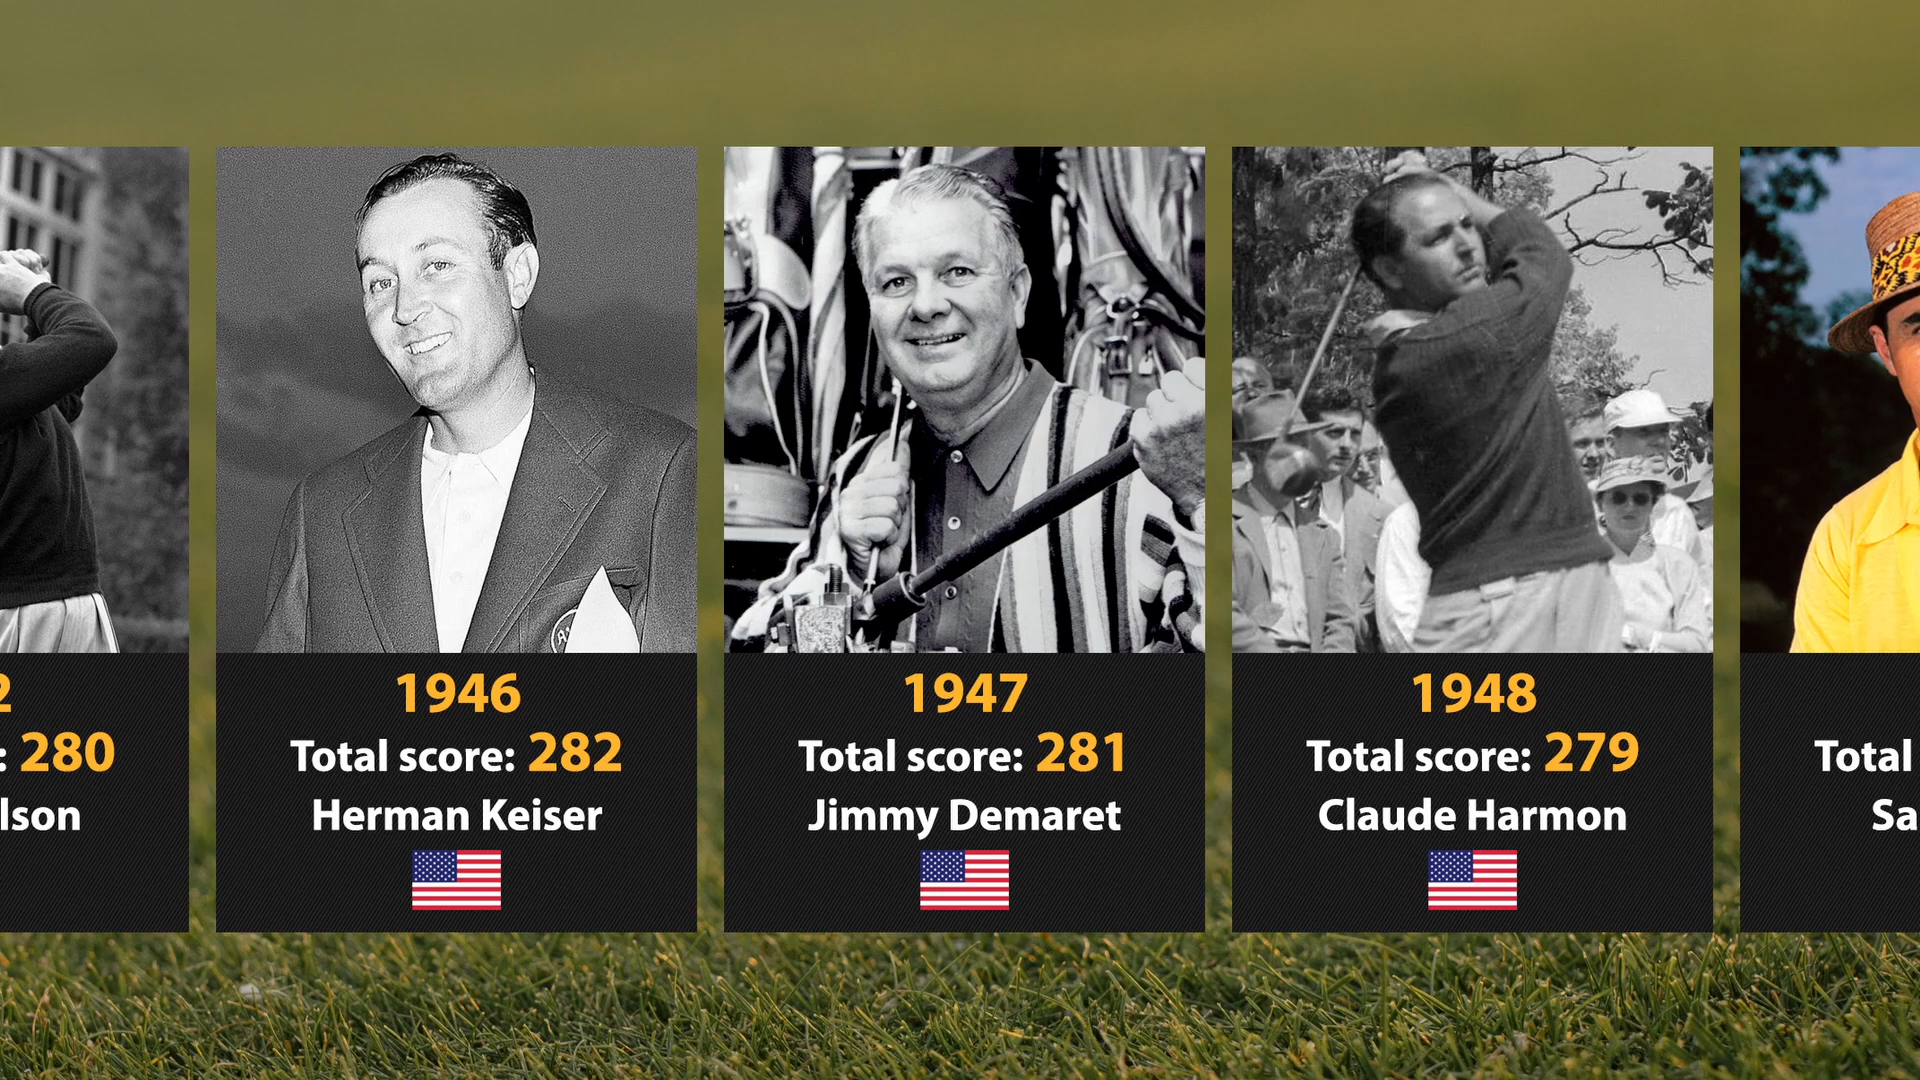 2
: 280
lson
1946
Total score: 282
Herman Keiser
1947
Total score: 281
Jimmy Demaret
1948
Total score: 279
Claude Harmon
Total
Sa